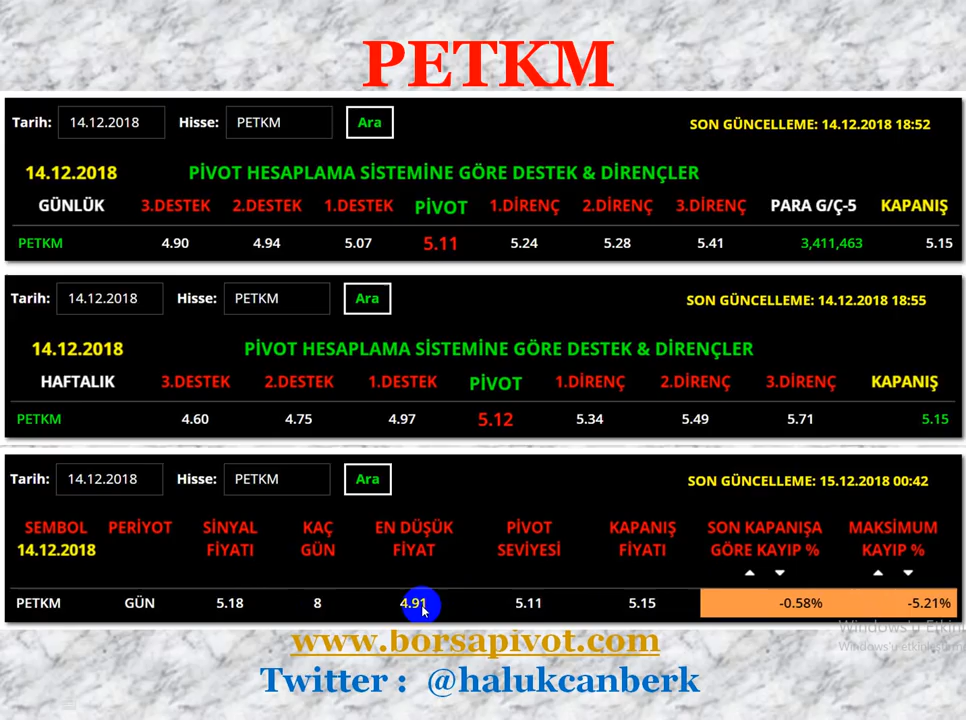 PETKM
Tarih: 14.12.2018 Hisse: PETKM Ara SON GÜNCELLEME: 14.12.2018 18:52
14.12.2018 PİVOT HESAPLAMA SİSTEMİNE GÖRE DESTEK & DİRENÇLER
GÜNLÜK 3.DESTEK 2.DESTEK 1.DESTEK PİVOT 1.DİRENÇ 2.DİRENÇ 3.DİRENÇ PARA G/Ç-5 KAPANIŞ
PETKM 4.90 4.94 5.07 5.11 5.24 5.28 5.41 3,411,463 5.15
Tarih: 14.12.2018 Hisse: PETKM Ara SON GÜNCELLEME: 14.12.2018 18:55
14.12.2018 PİVOT HESAPLAMA SİSTEMİNE GÖRE DESTEK & DİRENÇLER
HAFTALIK 3.DESTEK 2.DESTEK 1.DESTEK PİVOT 1.DİRENÇ 2.DİRENÇ 3.DİRENÇ KAPANIŞ
PETKM 4.60 4.75 4.97 5.12 5.34 5.49 5.71 5.15
Tarih: 14.12.2018 Hisse: PETKM Ara SON GÜNCELLEME: 15.12.2018 00:42
SEMBOL PERİYOT SİNYAL KAÇ EN DÜŞÜK PİVOT KAPANIŞ SON KAPANIŞA MAKSİMUM
14.12.2018 FİYATI GÜN FİYAT SEVİYESİ FİYATI GÖRE KAYIP % KAYIP %
PETKM GÜN 5.18 8 4.91 5.11 5.15 -0.58% -5.21%
www.borsapivot.com
Twitter : @halukcanberk
Windows'u Etkin
Windows'u etkinleştirm